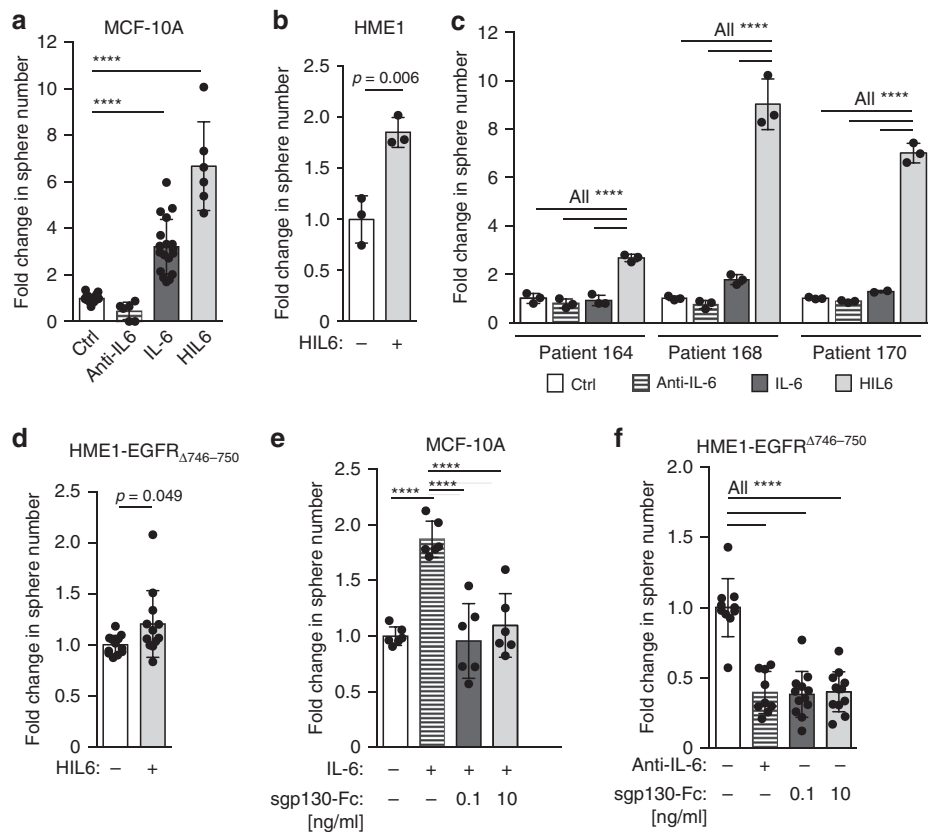 a
MCF-10A
Fold change in sphere number
12
10
8
6
4
2
0
****
****
Ctrl
Anti-IL6
IL-6
HIL6
b
HME1
Fold change in sphere number
2.5
2.0
1.5
1.0
0.5
0
p = 0.006
HIL6: – +
c
Fold change in sphere number
12
10
8
6
4
2
0
All ****
All ****
All ****
Patient 164
Patient 168
Patient 170
Ctrl
Anti-IL-6
IL-6
HIL6
d
HME1-EGFRΔ746–750
Fold change in sphere number
2.5
2.0
1.5
1.0
0.5
0
p = 0.049
HIL6: – +
e
MCF-10A
Fold change in sphere number
2.5
2.0
1.5
1.0
0.5
0
****
****
****
IL-6: – + + +
sgp130-Fc: – – 0.1 10
[ng/ml]
f
HME1-EGFRΔ746–750
Fold change in sphere number
2.0
1.5
1.0
0.5
0
All ****
Anti-IL-6: – + – –
sgp130-Fc: – – 0.1 10
[ng/ml]